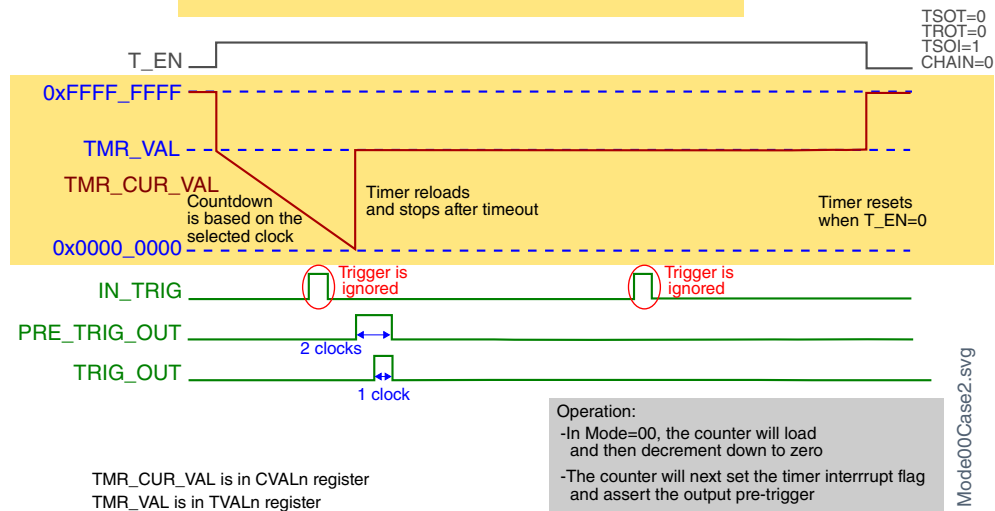 TSOT=0
TROT=0
TSOI=1
CHAIN=0
T_EN
0xFFFF_FFFF
TMR_VAL
TMR_CUR_VAL
Countdown
is based on the
selected clock
Timer reloads
and stops after timeout
Timer resets
when T_EN=0
0x0000_0000
IN_TRIG
Trigger is
ignored
Trigger is
ignored
PRE_TRIG_OUT
2 clocks
TRIG_OUT
1 clock
Operation:
-In Mode=00, the counter will load
and then decrement down to zero
-The counter will next set the timer interrrupt flag
and assert the output pre-trigger
TMR_CUR_VAL is in CVALn register
TMR_VAL is in TVALn register
Mode00Case2.svg